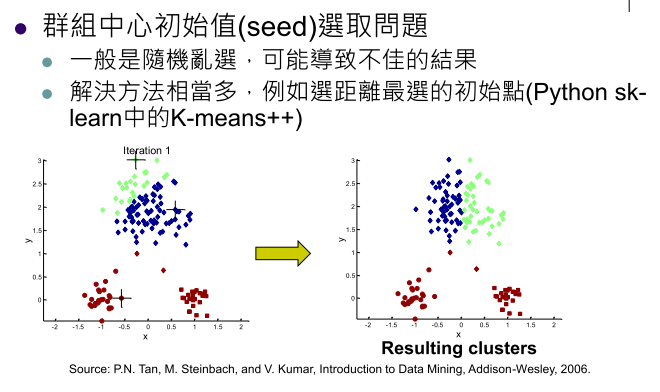 群組中心初始值(seed)選取問題
一般是隨機亂選，可能導致不佳的結果
解決方法相當多，例如選距離最選的初始點(Python sk-
learn中的K-means++)
Iteration 1
3
2.5
2
1.5
1
0.5
0
y
-2 -1.5 -1 -0.5 0 0.5 1 1.5 2
x
3
2.5
2
1.5
1
0.5
0
y
-2 -1.5 -1 -0.5 0 0.5 1 1.5 2
x
Resulting clusters
Source: P.N. Tan, M. Steinbach, and V. Kumar, Introduction to Data Mining, Addison-Wesley, 2006.